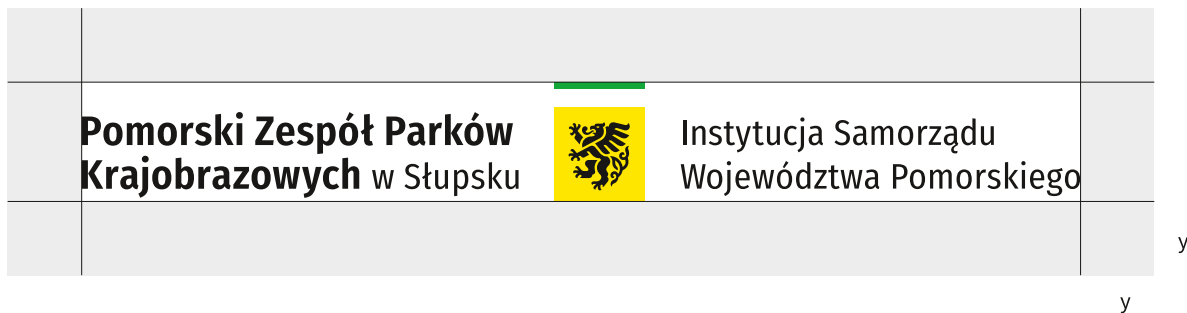 Pomorski Zespół Parków
Krajobrazowych w Słupsku
Instytucja Samorządu
Województwa Pomorskiego
y
y